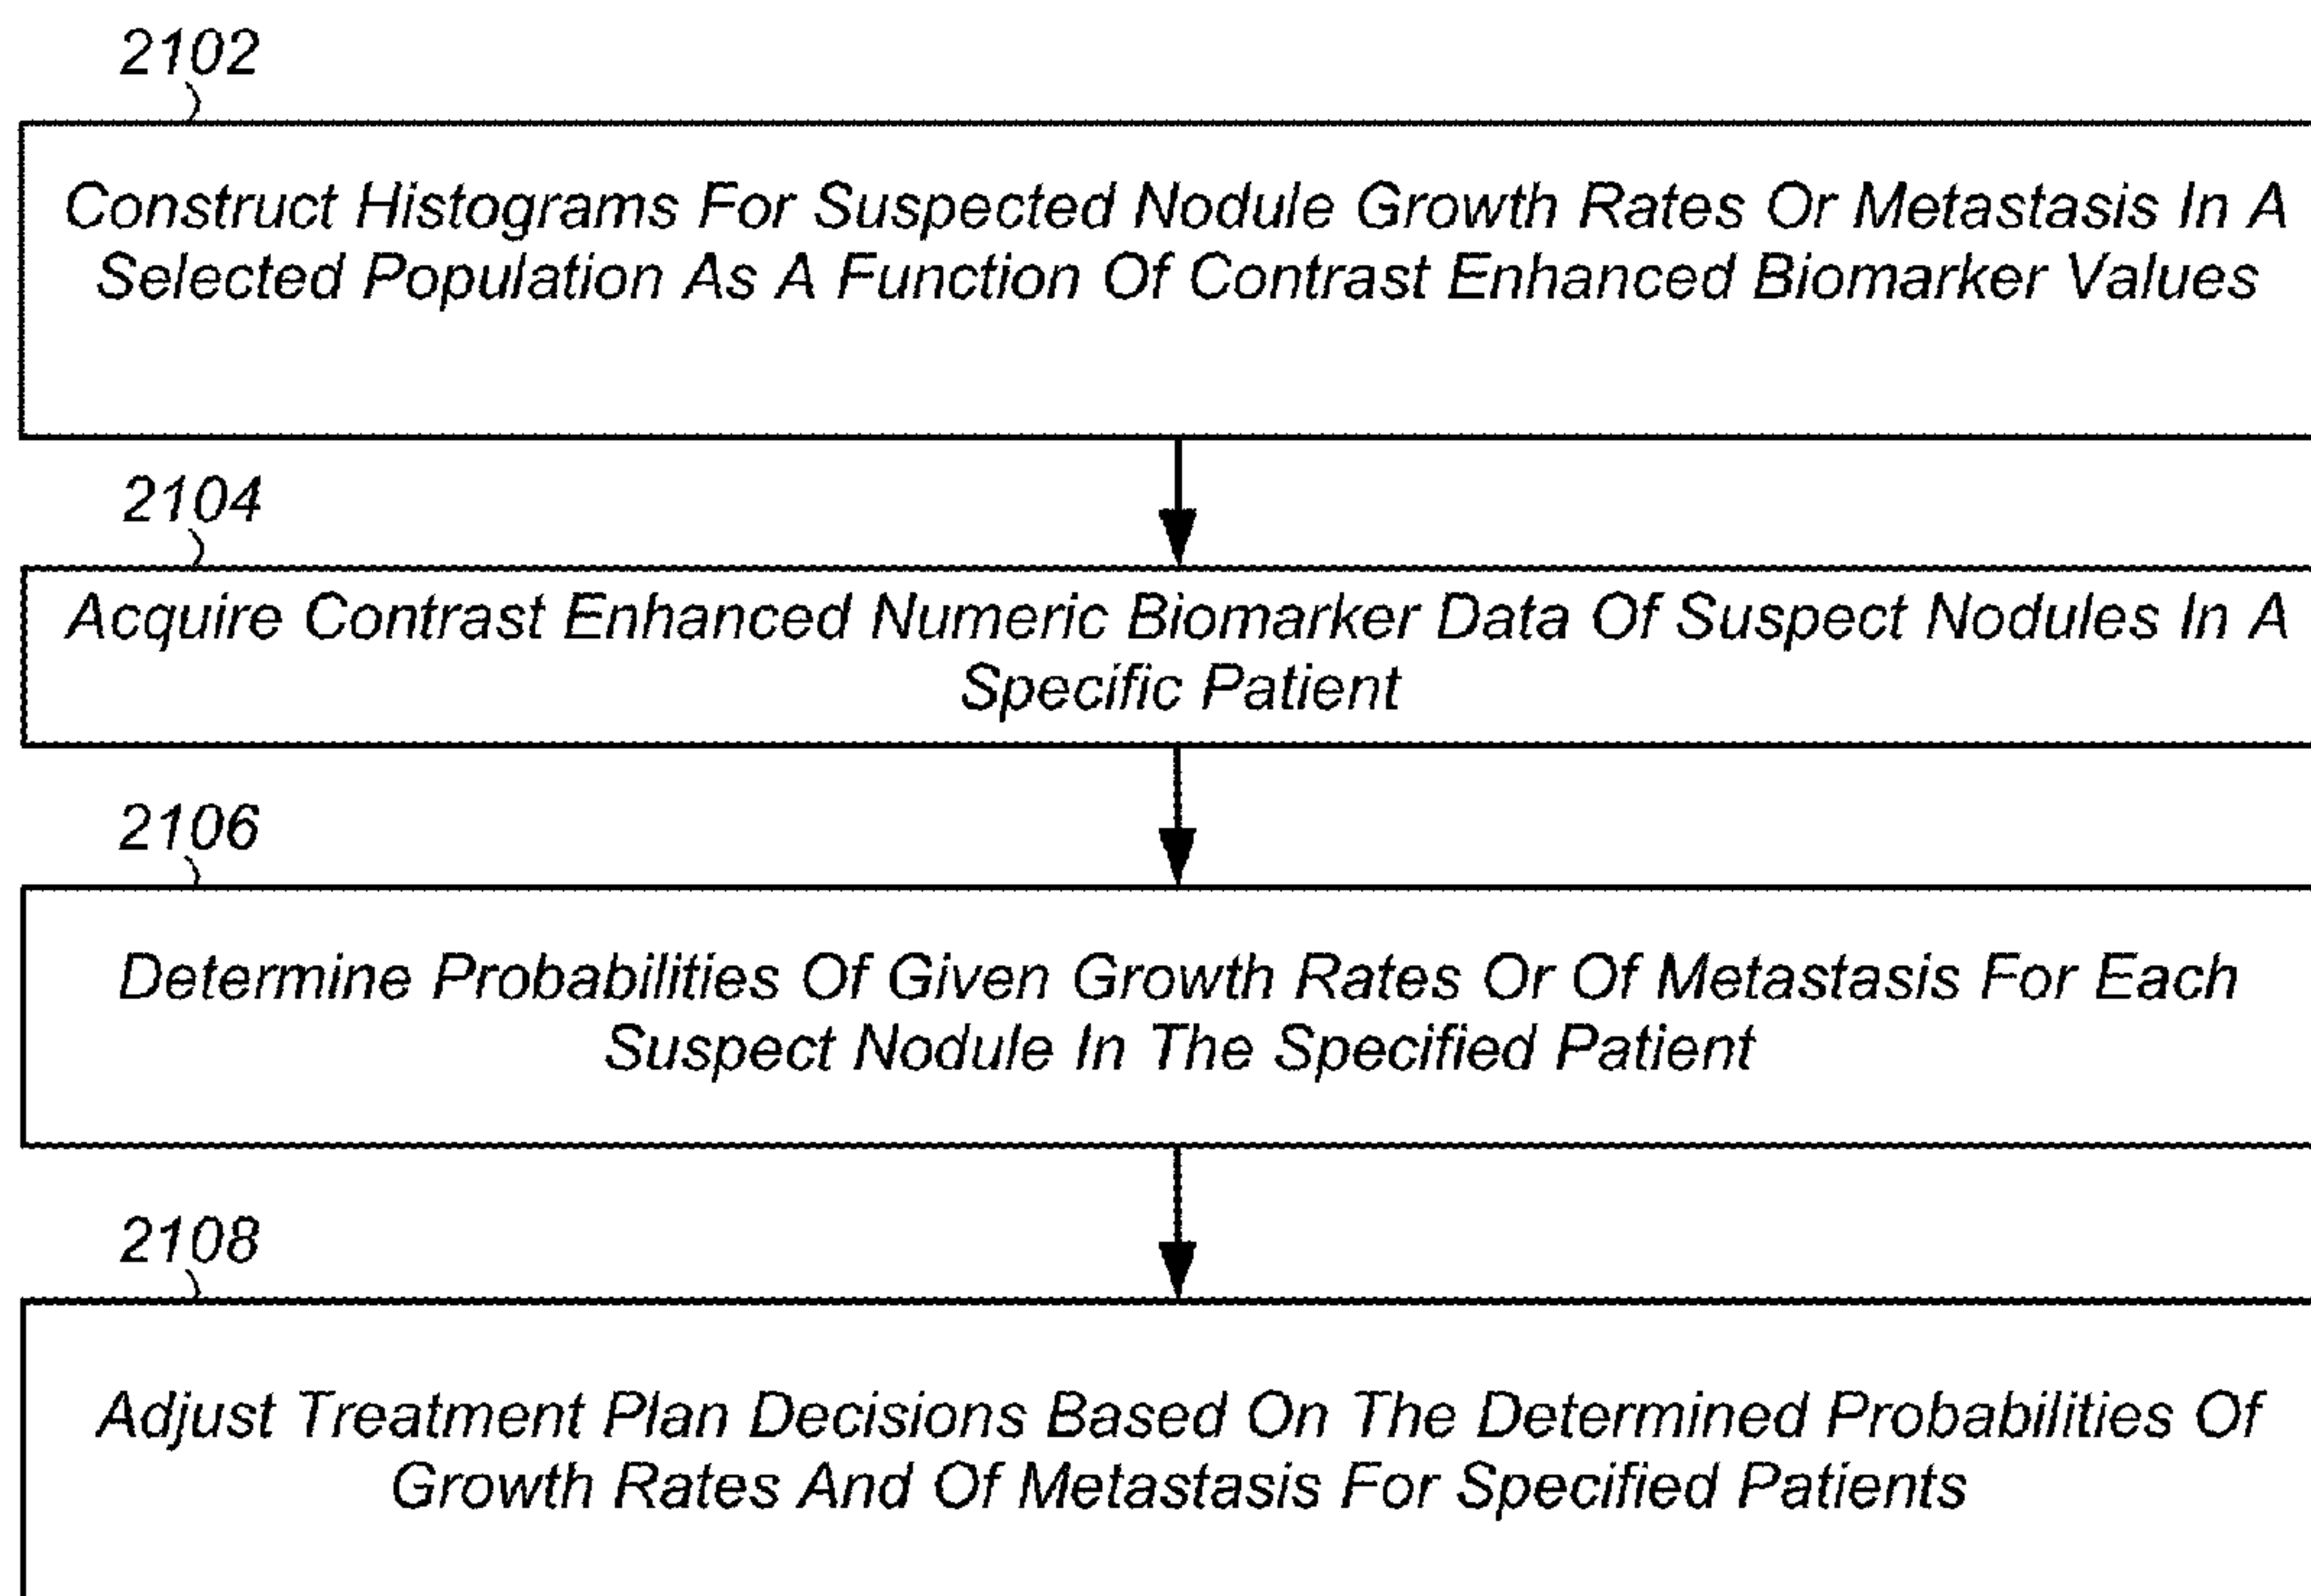 2102
Construct Histograms For Suspected Nodule Growth Rates Or Metastasis In A
Selected Population As A Function Of Contrast Enhanced Biomarker Values
2104
Acquire Contrast Enhanced Numeric Biomarker Data Of Suspect Nodules In A
Specific Patient
2106
Determine Probabilities Of Given Growth Rates Or Of Metastasis For Each
Suspect Nodule In The Specified Patient
2108
Adjust Treatment Plan Decisions Based On The Determined Probabilities Of
Growth Rates And Of Metastasis For Specified Patients